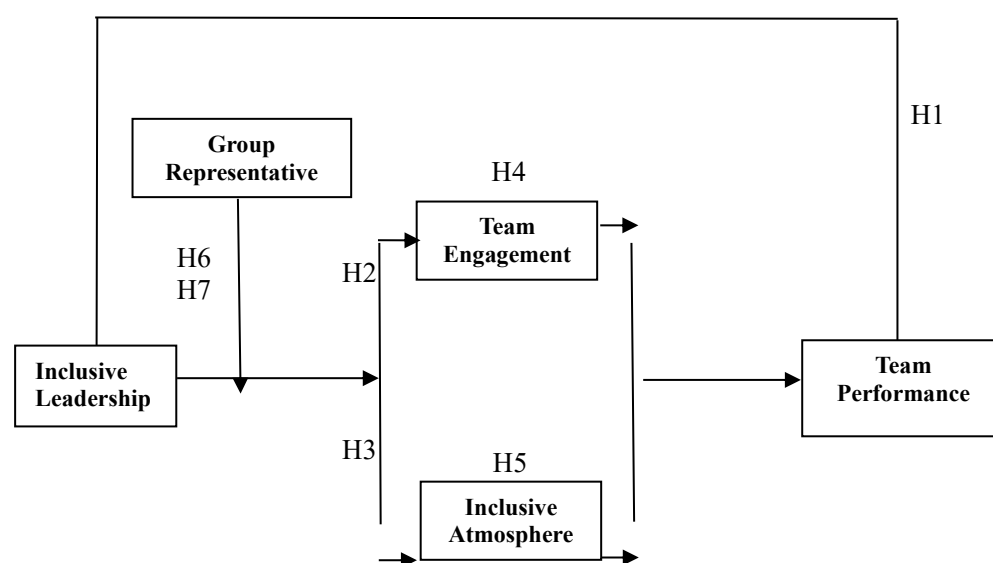 H1
Group
Representative
H4
Team
Engagement
H6
H7
H2
Inclusive
Leadership
Team
Performance
H3
H5
Inclusive
Atmosphere